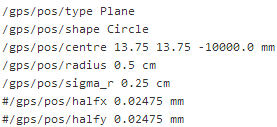 /gps/pos/type Plane
/gps/pos/shape Circle
/gps/pos/centre 13.75 13.75 -10000.0 mm
/gps/pos/radius 0.5 cm
/gps/pos/sigma_r 0.25 cm
#/gps/pos/halfx 0.02475 mm
#/gps/pos/halfy 0.02475 mm